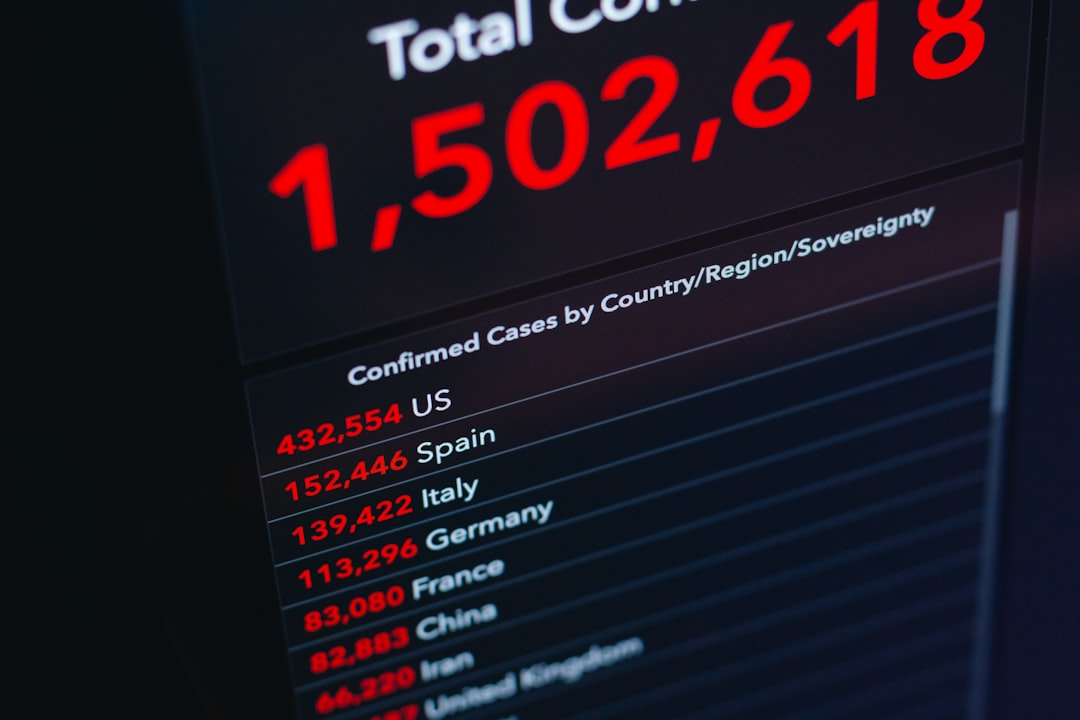 Total Con
1,502,618
Confirmed Cases by Country/Region/Sovereignty
432,554 US
152,446 Spain
139,422 Italy
113,296 Germany
83,080 France
82,883 China
66,220 Iran
United Kingdom